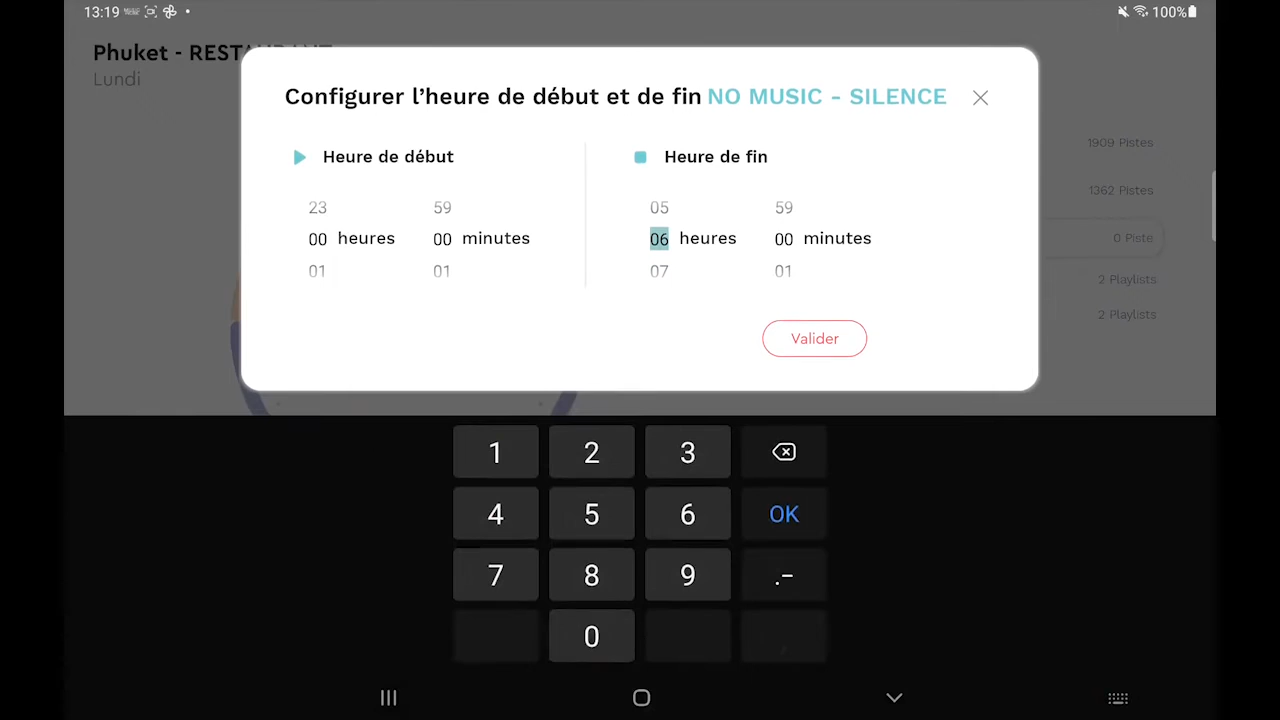 13:19
100%
Phuket - REST
Lundi
Configurer l'heure de début et de fin NO MUSIC - SILENCE
Heure de début
Heure de fin
23 59
05 59
00 heures 00 minutes
06 heures 00 minutes
01 01
07 01
Valider
1909 Pistes
1362 Pistes
0 Piste
2 Playlists
2 Playlists
1 2 3
4 5 6 OK
7 8 9 .-
0